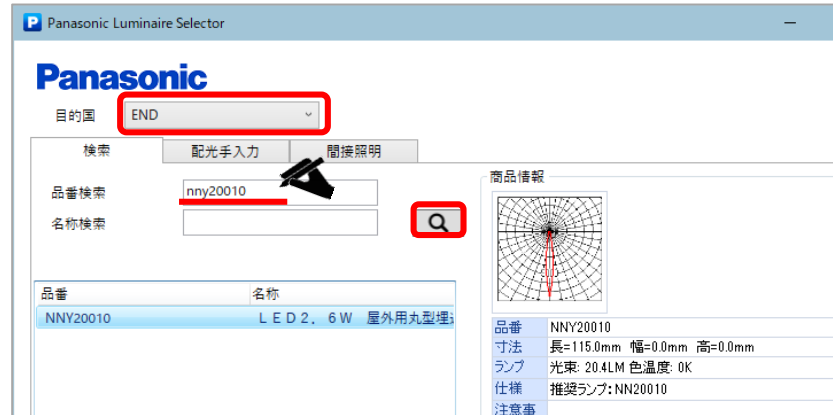 Panasonic Luminaire Selector
Panasonic
目的国 END
検索 配光手入力 間接照明
品番検索 nny20010
名称検索
商品情報
品番 名称
NNY20010 ＬＥＤ２．６Ｗ 屋外用丸型埋込
品番 NNY20010
寸法 長=115.0mm 幅=0.0mm 高=0.0mm
ランプ 光束: 20.4LM 色温度: 0K
仕様 推奨ランプ:NN20010
注意事